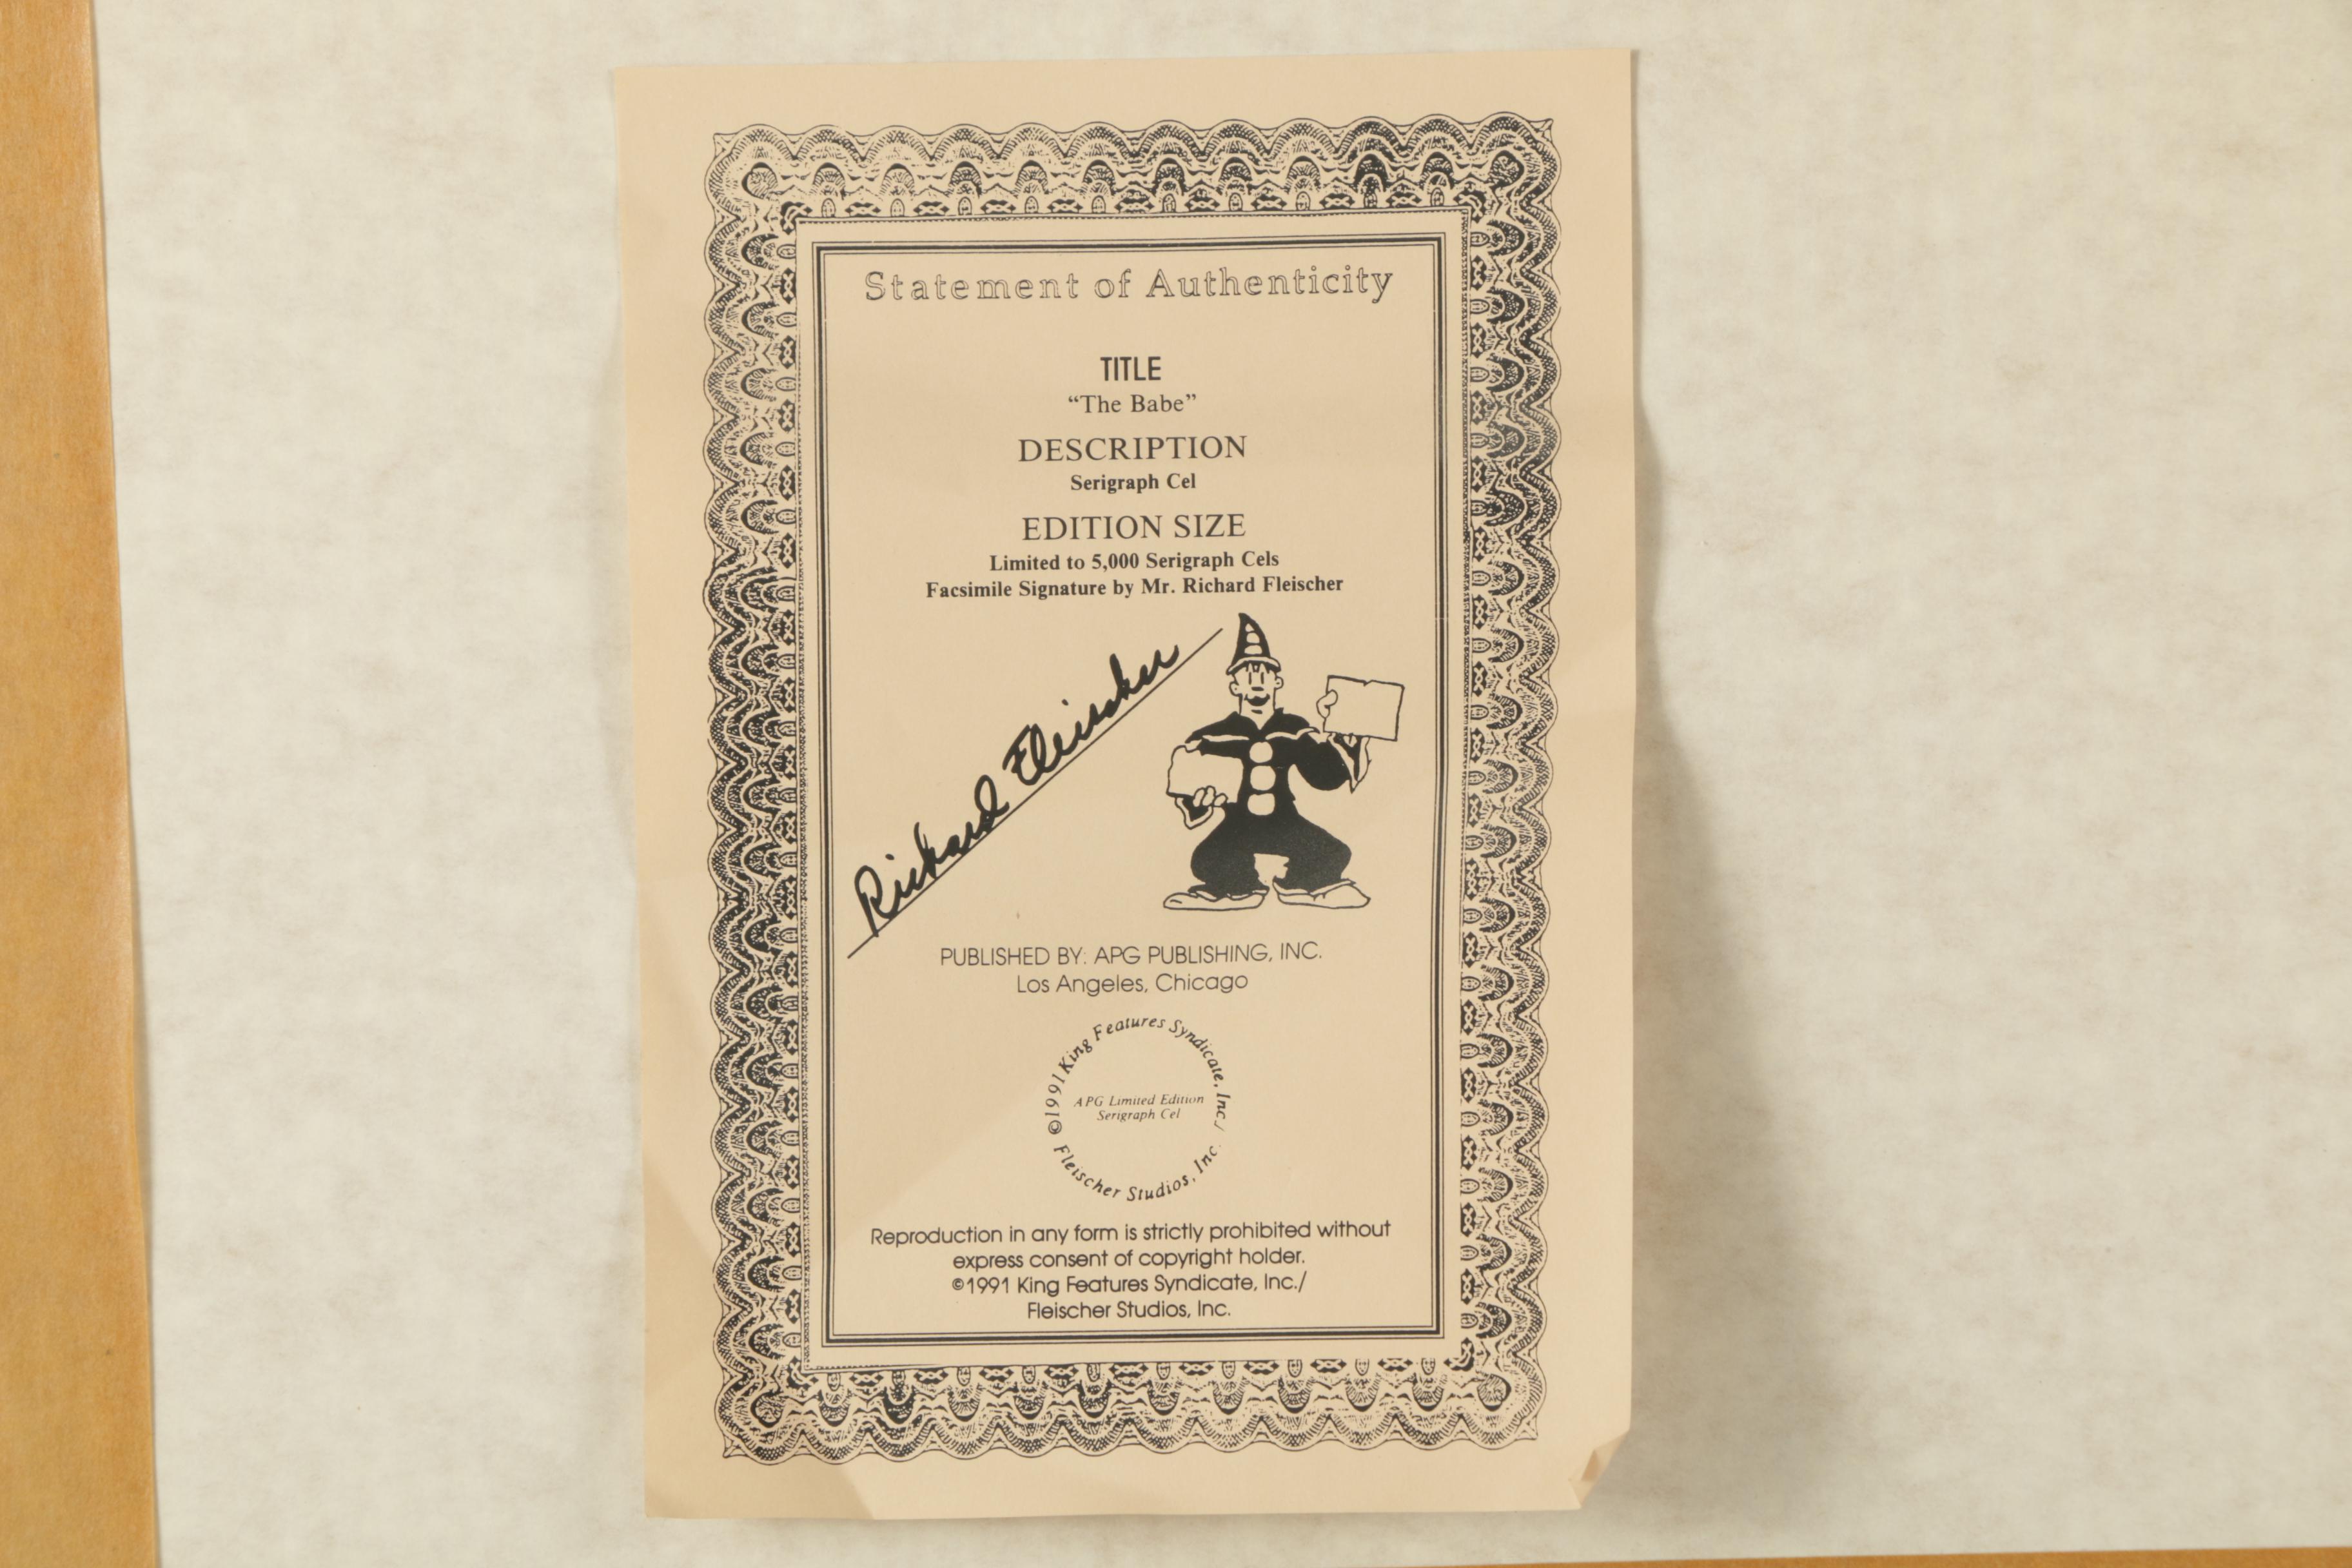 Statement of Authenticity
TITLE
“The Babe”
DESCRIPTION
Serigraph Cel
EDITION SIZE
Limited to 5,000 Serigraph Cels
Facsimile Signature by Mr. Richard Fleischer
Richard Fleischer
PUBLISHED BY: APG PUBLISHING, INC.
Los Angeles, Chicago
©1991 King Features Syndicate, Inc./
Fleischer Studios, Inc.
APG Limited Edition
Serigraph Cel
Reproduction in any form is strictly prohibited without
express consent of copyright holder.
©1991 King Features Syndicate, Inc./
Fleischer Studios, Inc.